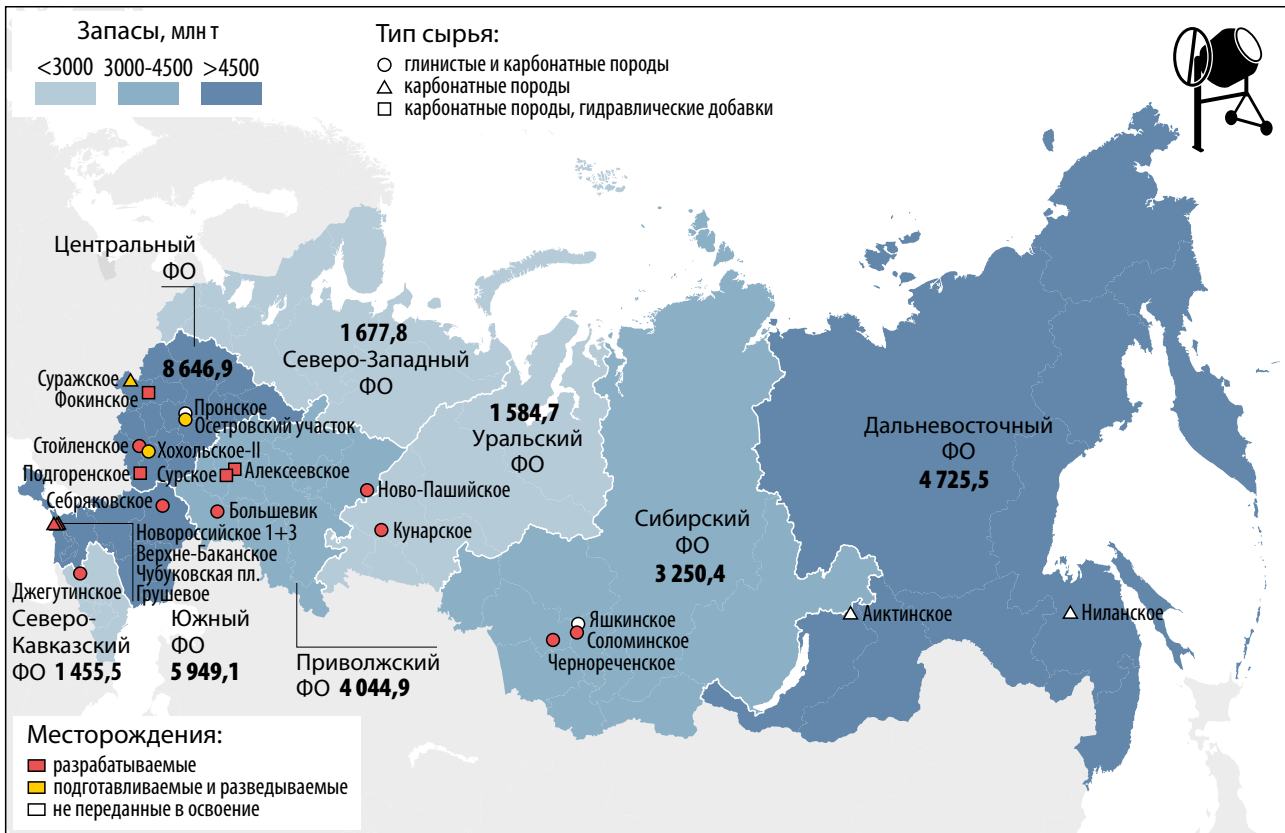 Запасы, млн т
<3000 3000-4500 >4500
Тип сырья:
глинистые и карбонатные породы
карбонатные породы
карбонатные породы, гидравлические добавки
Центральный
ФО
8 646,9
1 677,8
Северо-Западный
ФО
1 584,7
Уральский
ФО
Дальневосточный
ФО
4 725,5
Сибирский
ФО
3 250,4
Суражское
Фокинское
Пронское
Осетровский участок
Стойленское
Хохольское-II
Подгоренское
Сурское
Алексеевское
Себряковское
Большевик
Ново-Пашийское
Кунарское
Новороссийское 1+3
Верхне-Баканское
Чубуковская пл.
Грушевое
Джегутинское
Яшкинское
Соломинское
Чернореченское
Аиктинское
Ниланское
Северо-
Кавказский
ФО 1 455,5
Южный
ФО
5 949,1
Приволжский
ФО 4 044,9
Месторождения:
разрабатываемые
подготавливаемые и разведываемые
не переданные в освоение